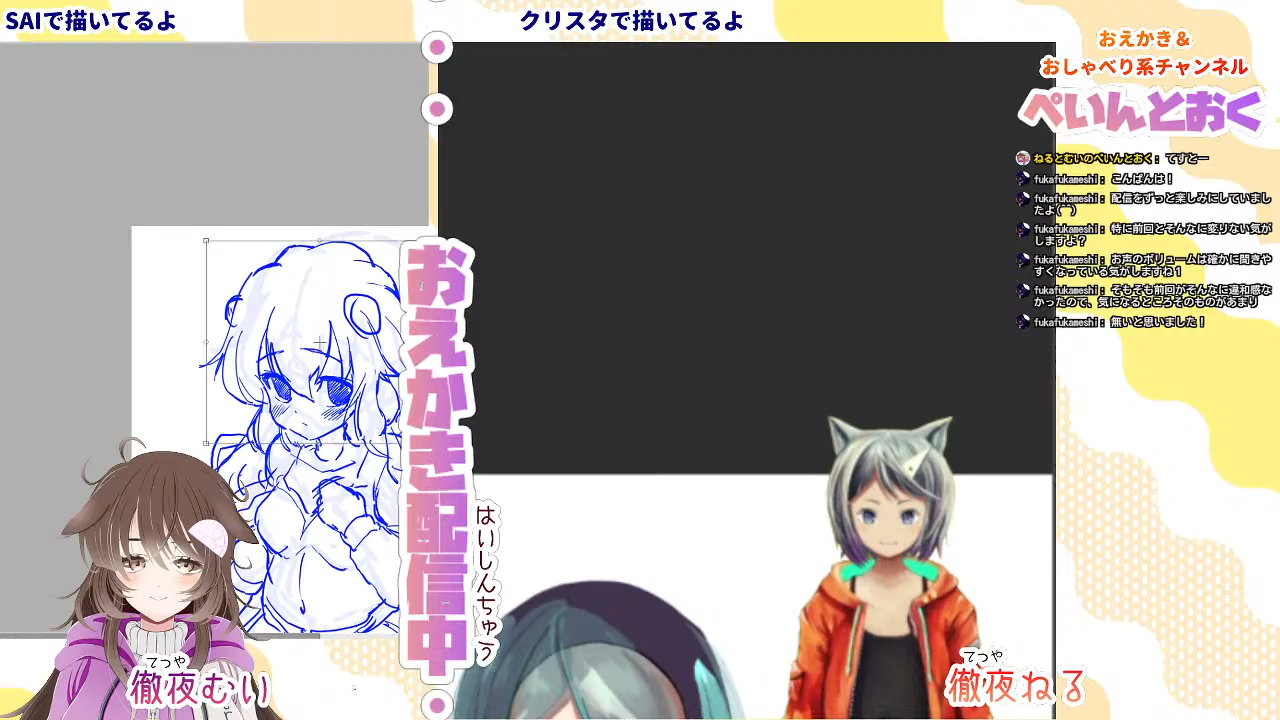 SAIで描いてるよ
クリスタで描いてるよ
おえかき＆
おしゃべり系チャンネル
ぺいんとおく
ねるとむいのぺいんとおく： てすとー
fukafukameshi： こんばんは！
fukafukameshi： 配信をずっと楽しみにしていまし
たよ(^^)
fukafukameshi： 特に前回とそんなに変りない気が
しますよ？
fukafukameshi： お声のボリュームは確かに聞きや
すくなっている気がしますね！
fukafukameshi： そもそも前回がそんなに違和感な
かったので、気になるところそのものがあまり
fukafukameshi： 無いと思いました！
おえかき配信中
はいしんちゅう
てつや
徹夜むい
てつや
徹夜ねる